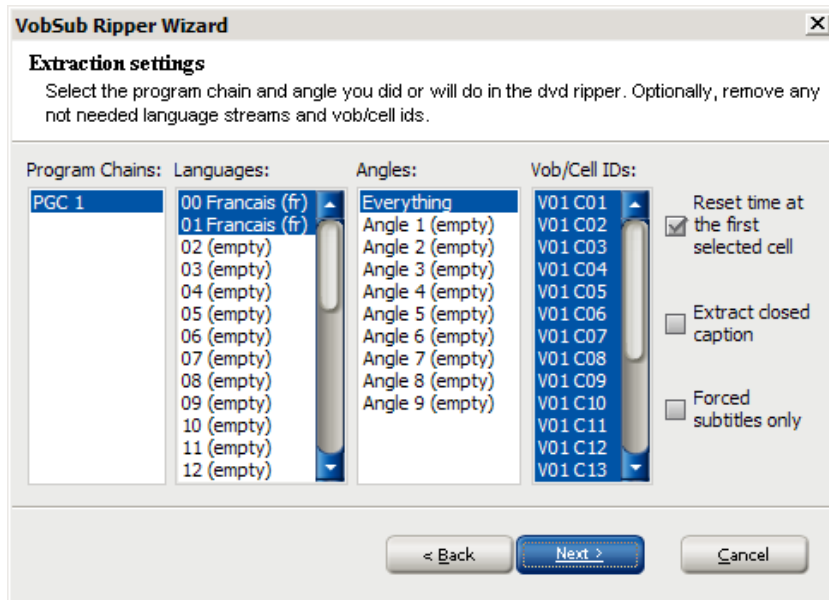 VobSub Ripper Wizard
Extraction settings
Select the program chain and angle you did or will do in the dvd ripper. Optionally, remove any
not needed language streams and vob/cell ids.
Program Chains:
PGC 1
Languages:
00 Francais (fr)
01 Francais (fr)
02 (empty)
03 (empty)
04 (empty)
05 (empty)
06 (empty)
07 (empty)
08 (empty)
09 (empty)
10 (empty)
11 (empty)
12 (empty)
Angles:
Everything
Angle 1 (empty)
Angle 2 (empty)
Angle 3 (empty)
Angle 4 (empty)
Angle 5 (empty)
Angle 6 (empty)
Angle 7 (empty)
Angle 8 (empty)
Angle 9 (empty)
Vob/Cell IDs:
V01 C01
V01 C02
V01 C03
V01 C04
V01 C05
V01 C06
V01 C07
V01 C08
V01 C09
V01 C10
V01 C11
V01 C12
V01 C13
Reset time at
the first
selected cell
Extract closed
caption
Forced
subtitles only
< Back
Next >
Cancel